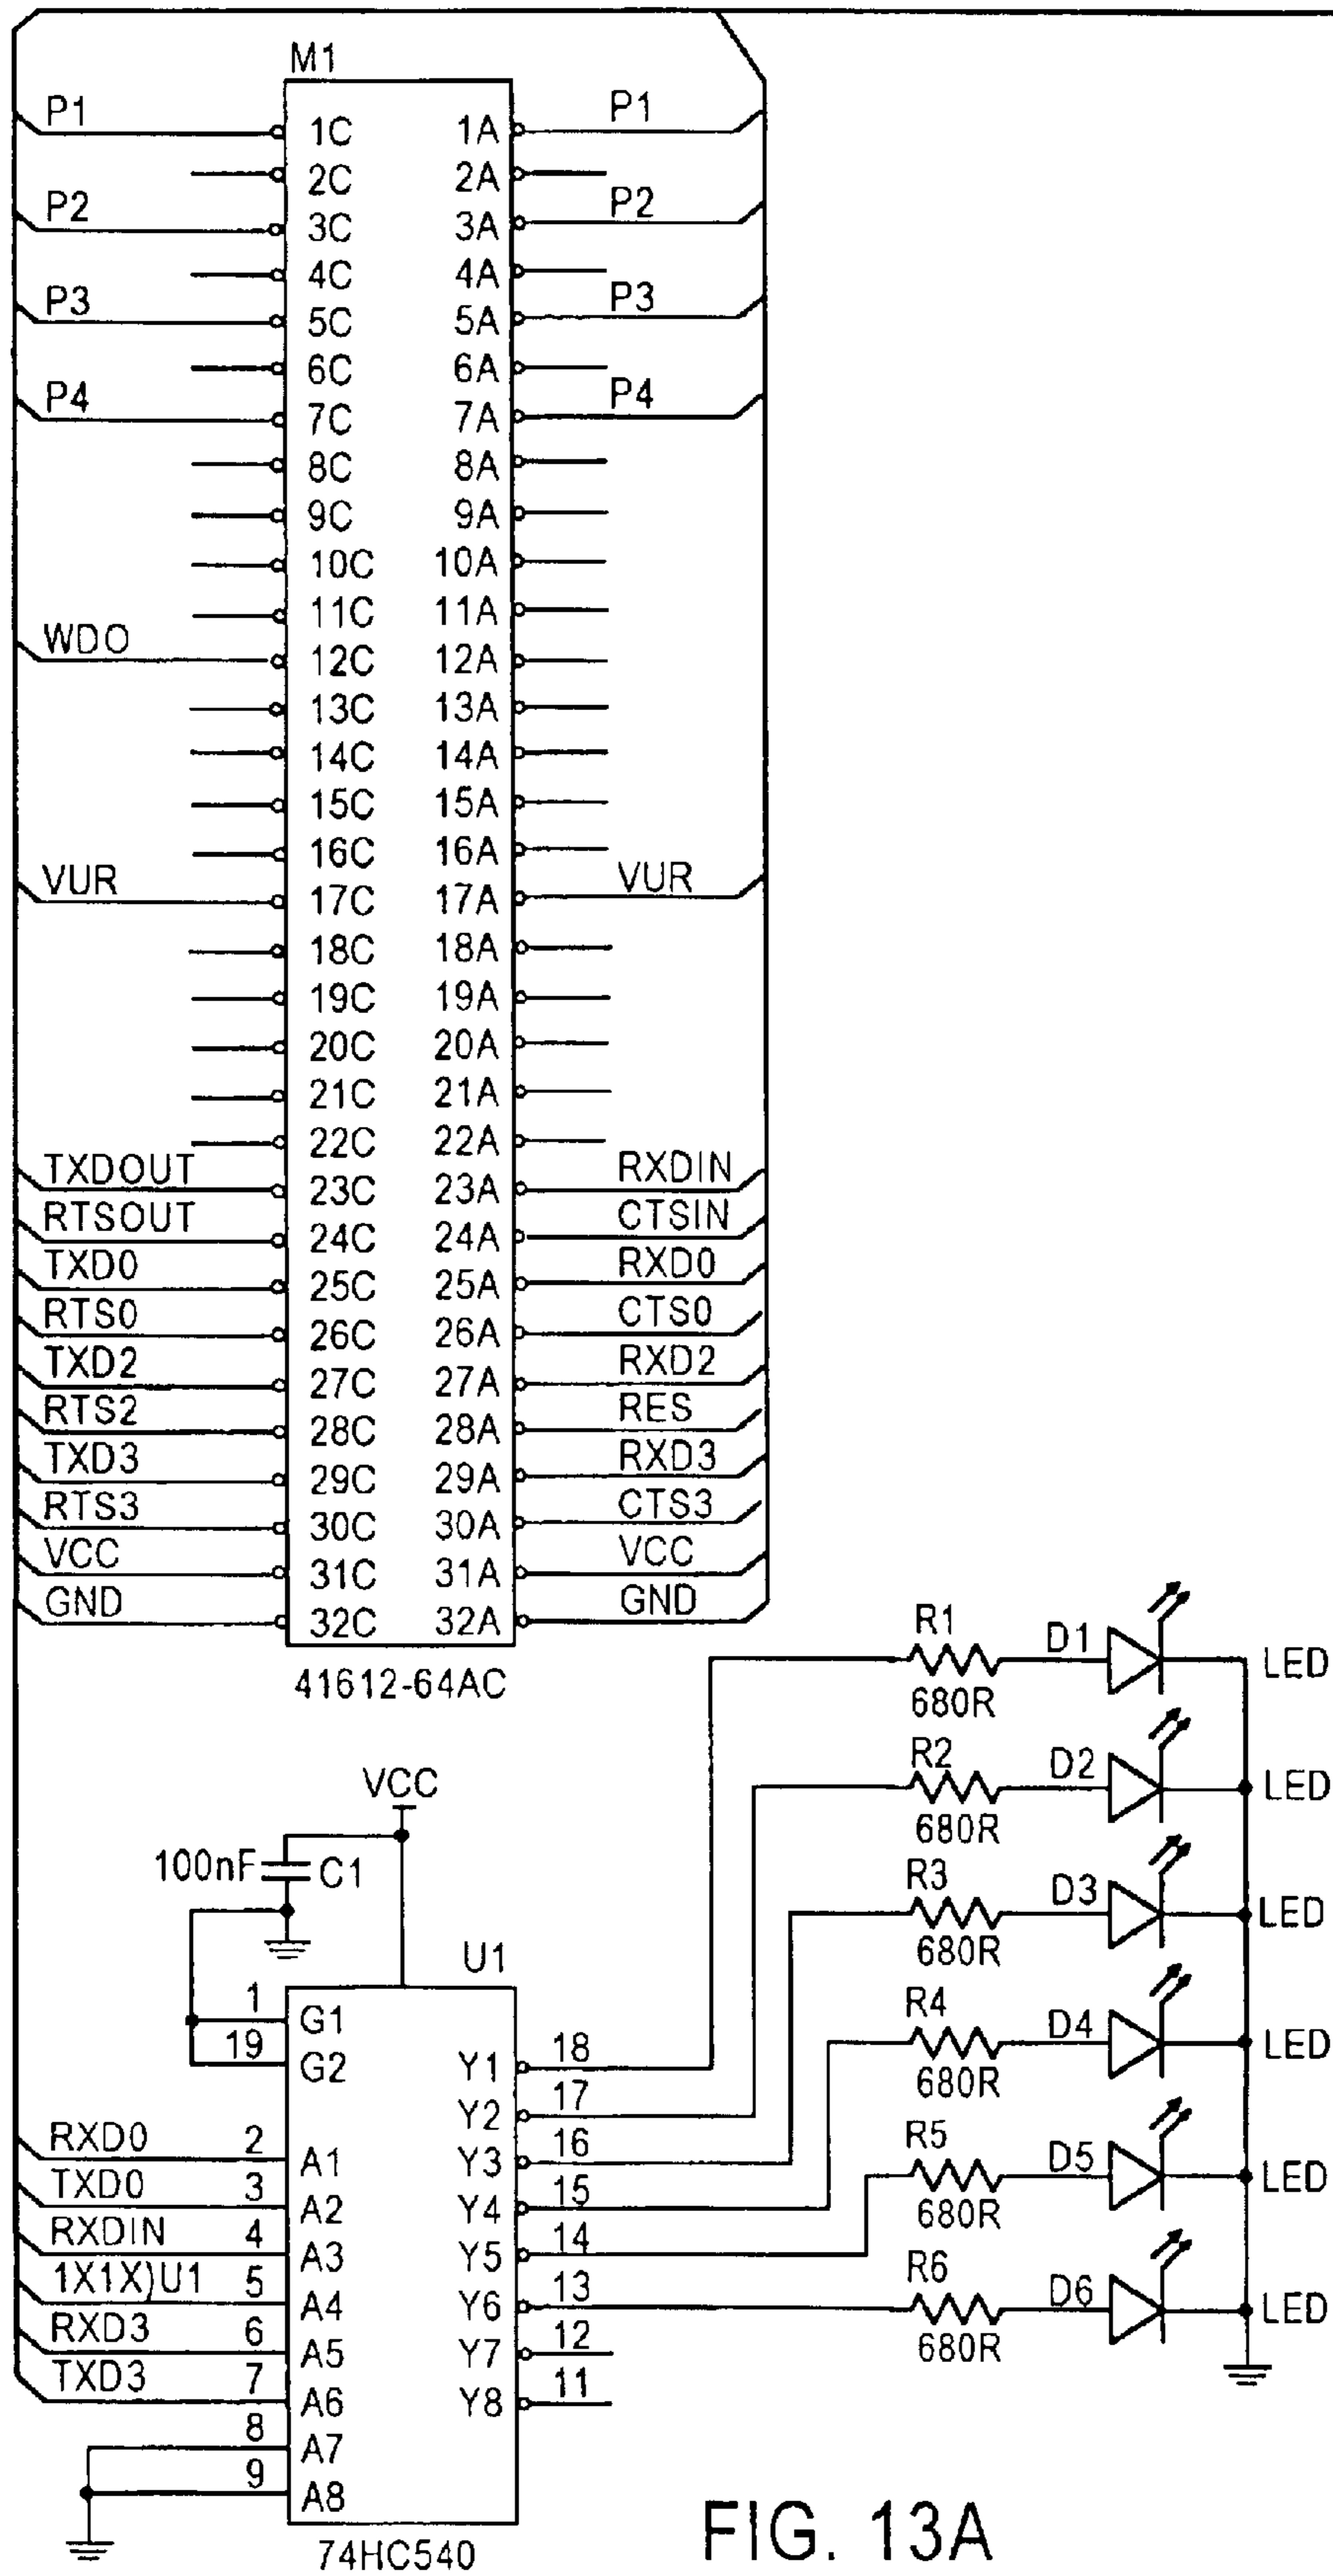 M1
P1 1C 1A P1
2C 2A
P2 3C 3A P2
4C 4A
P3 5C 5A P3
6C 6A
P4 7C 7A P4
8C 8A
9C 9A
10C 10A
11C 11A
WDO 12C 12A
13C 13A
14C 14A
15C 15A
16C 16A
VUR 17C 17A VUR
18C 18A
19C 19A
20C 20A
21C 21A
22C 22A
TXDOUT 23C 23A RXDIN
RTSOUT 24C 24A CTSIN
TXD0 25C 25A RXD0
RTS0 26C 26A CTS0
TXD2 27C 27A RXD2
RTS2 28C 28A RES
TXD3 29C 29A RXD3
RTS3 30C 30A CTS3
VCC 31C 31A VCC
GND 32C 32A GND
41612-64AC
R1 D1 LED
680R
R2 D2 LED
680R
R3 D3 LED
680R
R4 D4 LED
680R
R5 D5 LED
680R
R6 D6 LED
680R
VCC
100nF C1
U1
1 G1
19 G2
Y1 18
Y2 17
RXD0 2 A1 Y3 16
TXD0 3 A2 Y4 15
RXDIN 4 A3 Y5 14
1X1X)U1 5 A4 Y6 13
RXD3 6 A5 Y7 12
TXD3 7 A6 Y8 11
8 A7
9 A8
74HC540
FIG. 13A